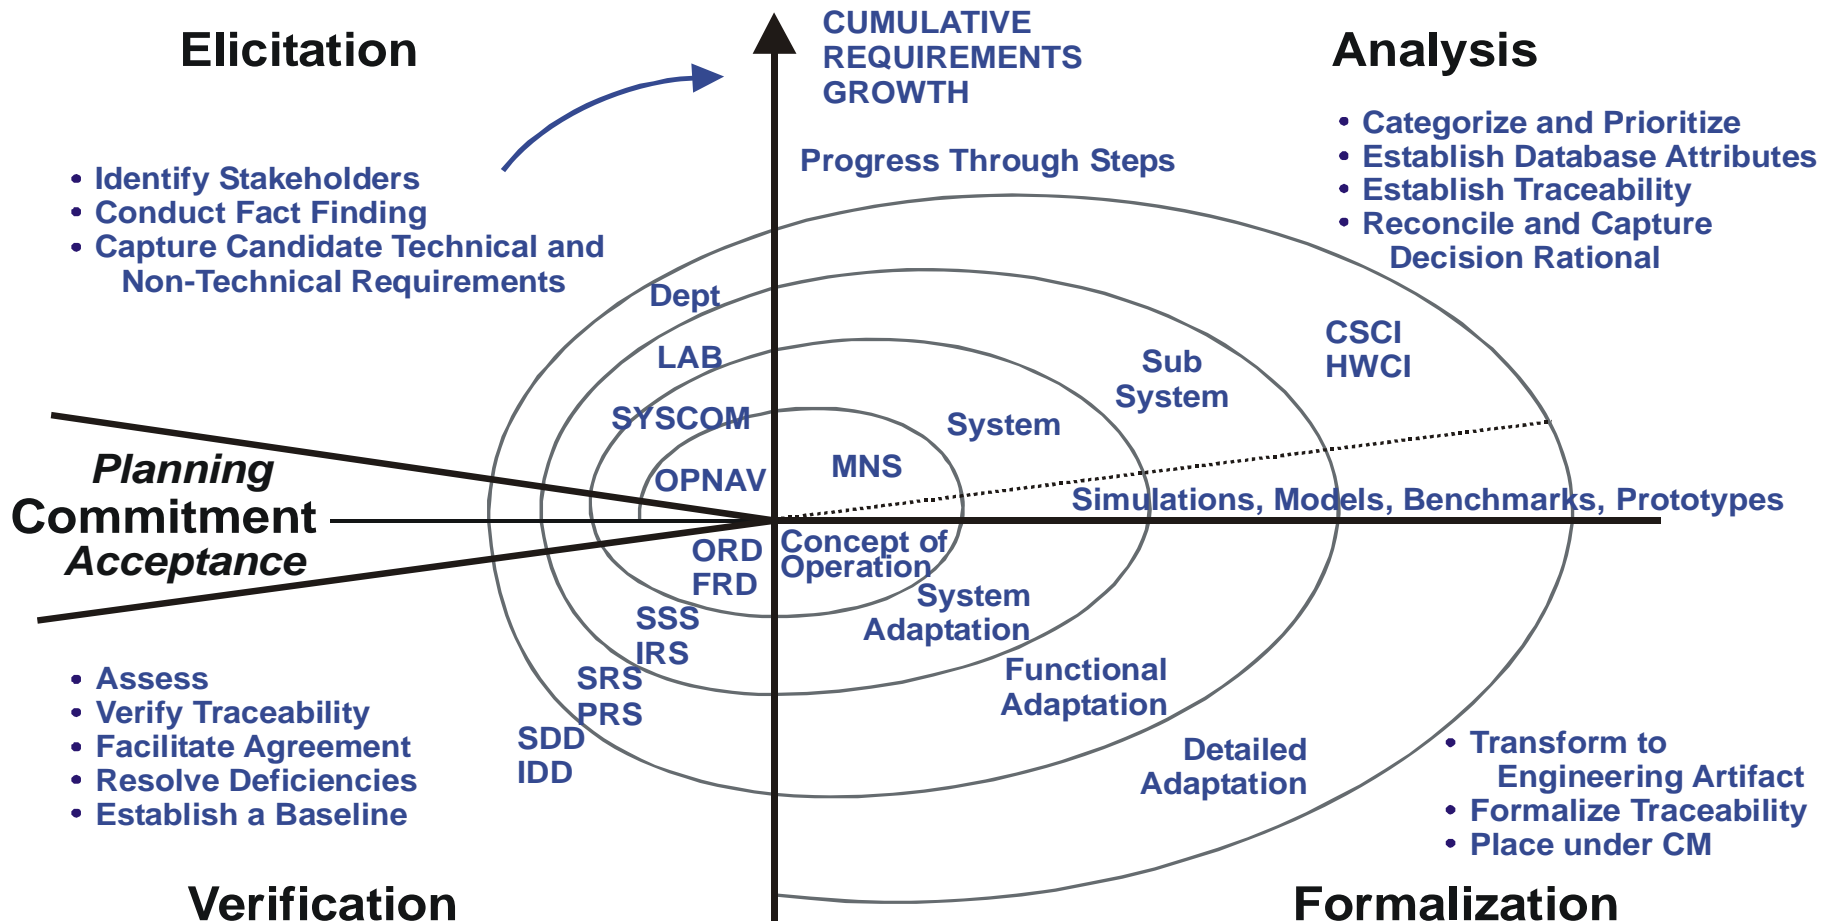 Elicitation
CUMULATIVE
REQUIREMENTS
GROWTH
Analysis
• Identify Stakeholders
• Conduct Fact Finding
• Capture Candidate Technical and
Non-Technical Requirements
Progress Through Steps
• Categorize and Prioritize
• Establish Database Attributes
• Establish Traceability
• Reconcile and Capture
Decision Rational
Dept
LAB
SYSCOM
OPNAV
MNS
System
Sub
System
CSCI
HWCI
Planning
Commitment
Acceptance
Simulations, Models, Benchmarks, Prototypes
ORD
FRD
SSS
IRS
SRS
PRS
SDD
IDD
Concept of
Operation
System
Adaptation
Functional
Adaptation
Detailed
Adaptation
• Assess
• Verify Traceability
• Facilitate Agreement
• Resolve Deficiencies
• Establish a Baseline
• Transform to
Engineering Artifact
• Formalize Traceability
• Place under CM
Verification
Formalization